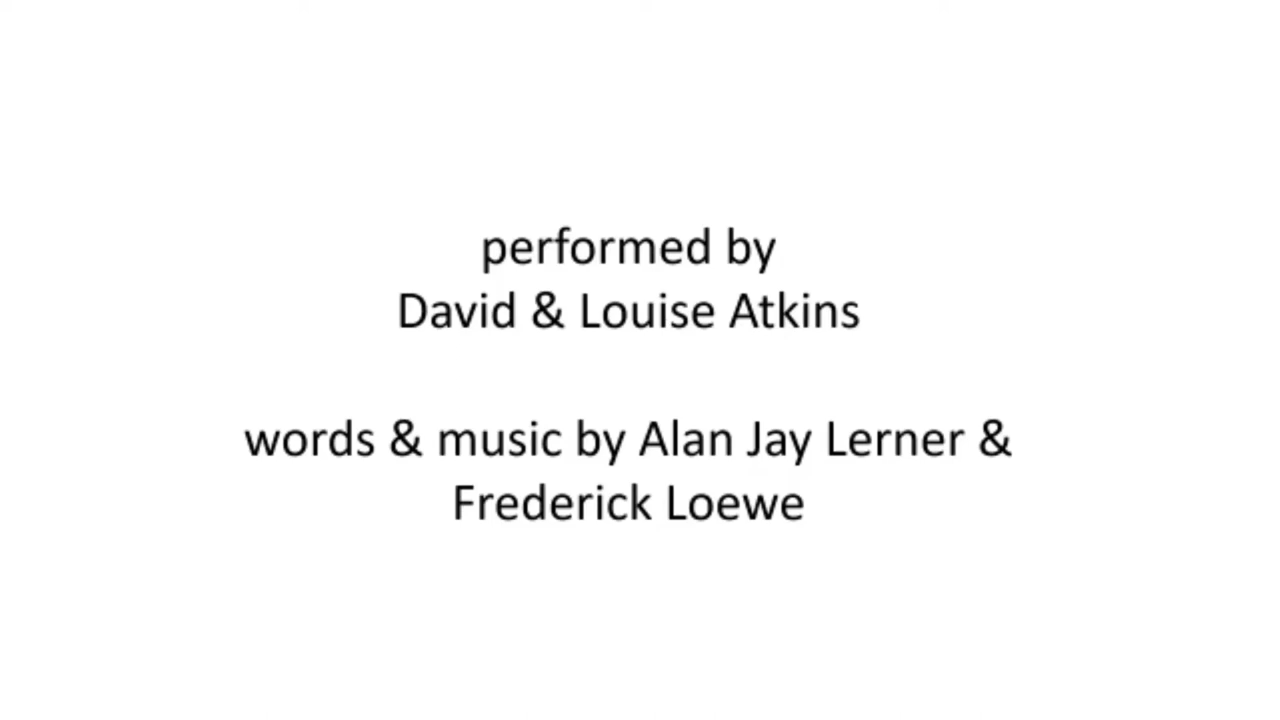 performed by
David & Louise Atkins
words & music by Alan Jay Lerner &
Frederick Loewe